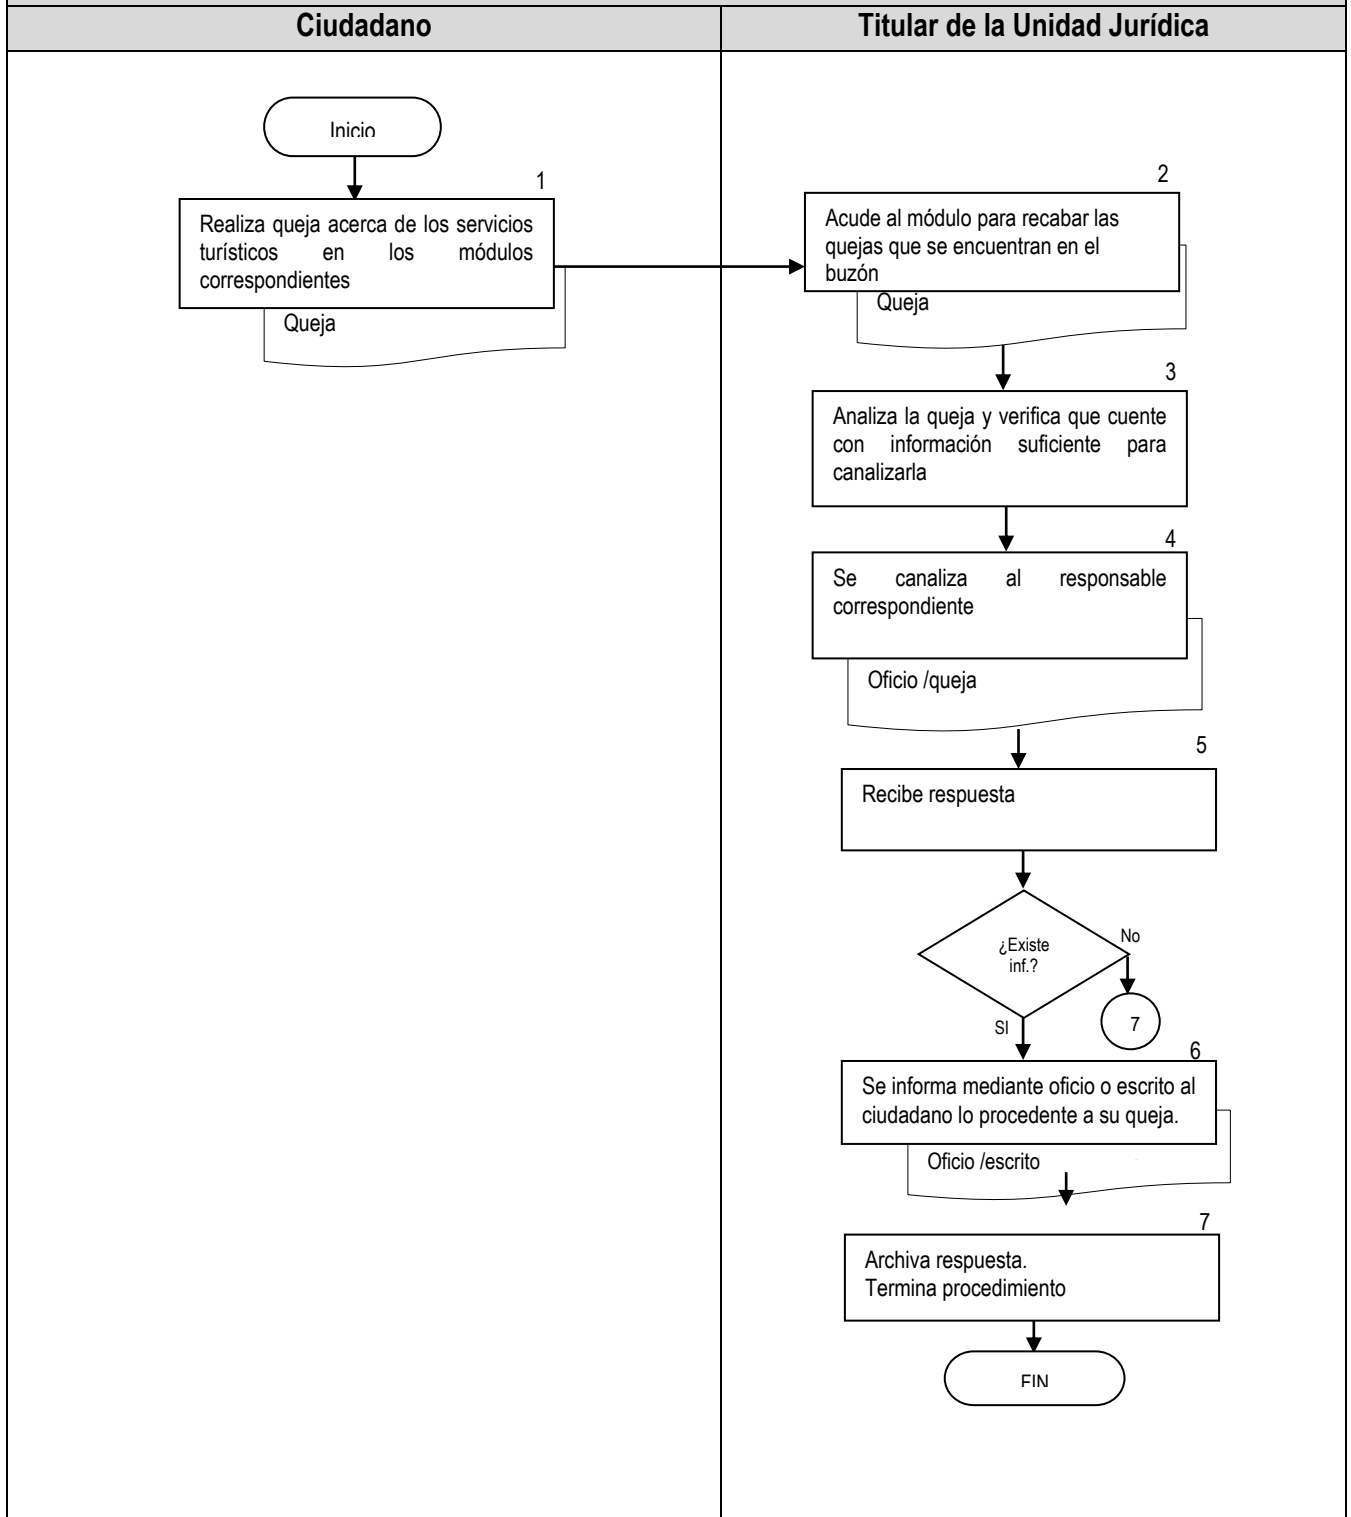 Ciudadano
Titular de la Unidad Jurídica
Inicio
1
Realiza queja acerca de los servicios
turísticos en los módulos
correspondientes
Queja
2
Acude al módulo para recabar las
quejas que se encuentran en el
buzón
Queja
3
Analiza la queja y verifica que cuente
con información suficiente para
canalizarla
4
Se canaliza al responsable
correspondiente
Oficio /queja
5
Recibe respuesta
¿Existe
inf.?
No
7
SI
6
Se informa mediante oficio o escrito al
ciudadano lo procedente a su queja.
Oficio /escrito
7
Archiva respuesta.
Termina procedimiento
FIN